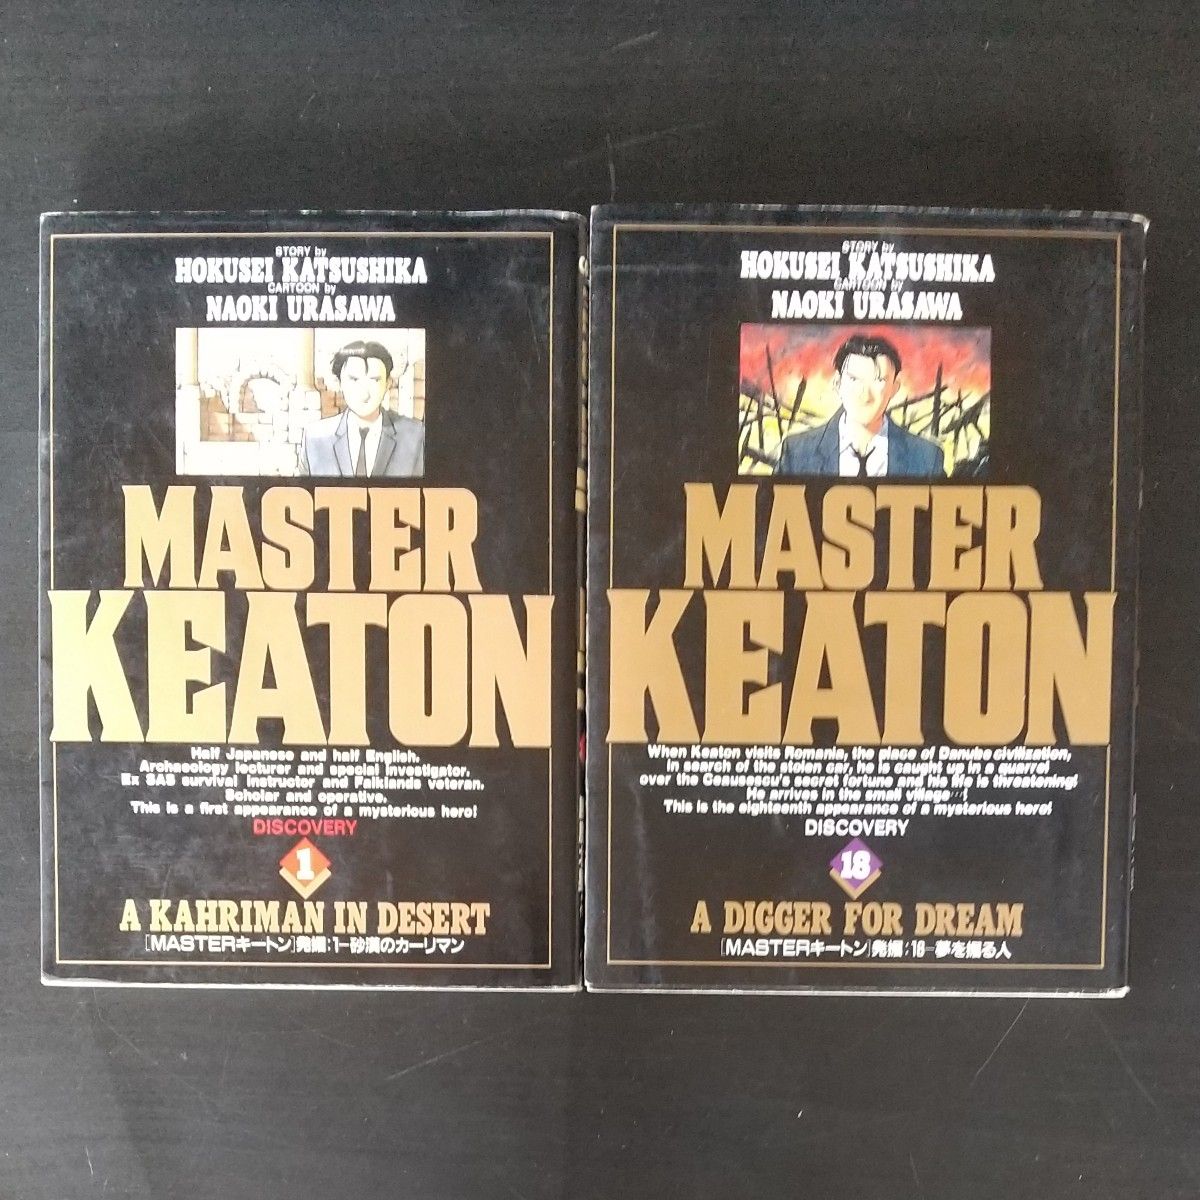 STORY by
HOKUSEI KATSUSHIKA
CARTOON by
NAOKI URASAWA
MASTER
KEATON
Half Japanese and half English.
Archaeology lecturer and special investigator.
Ex SAS survival instructor and Falklands veteran.
Scholar and operative.
This is a first appearance of a mysterious hero!
DISCOVERY
1
A KAHRIMAN IN DESERT
[MASTERキートン]発掘:1-砂漠のカーリマン
STORY by
HOKUSEI KATSUSHIKA
CARTOON by
NAOKI URASAWA
MASTER
KEATON
When Keaton visits Romania, the place of Danube civilization,
in search of the stolen car, he is caught up in a quarrel
over the Ceausescu's secret fortune and his life is threatening!
He arrives in the small village…!
This is the eighteenth appearance of a mysterious hero!
DISCOVERY
18
A DIGGER FOR DREAM
[MASTERキートン]発掘:18-夢を掘る人